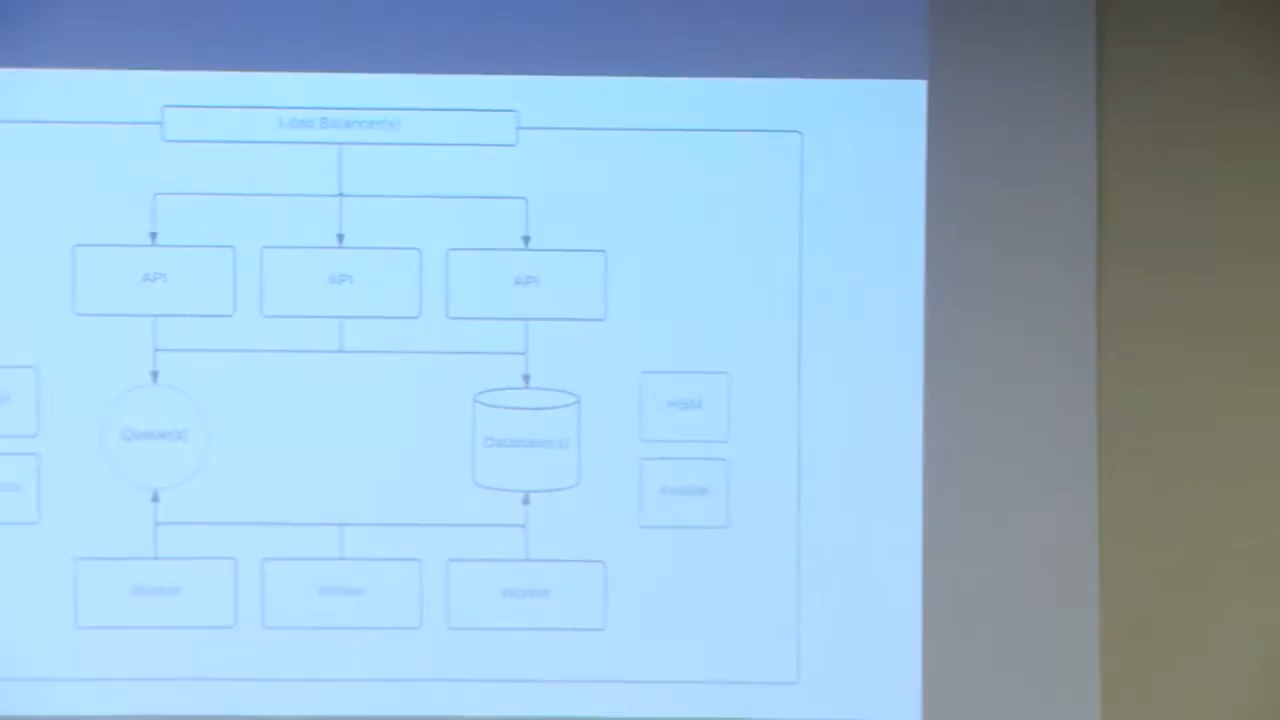 Load Balancer(s)
API API API
HSM
Queue(s) Database(s)
Worker Worker Worker